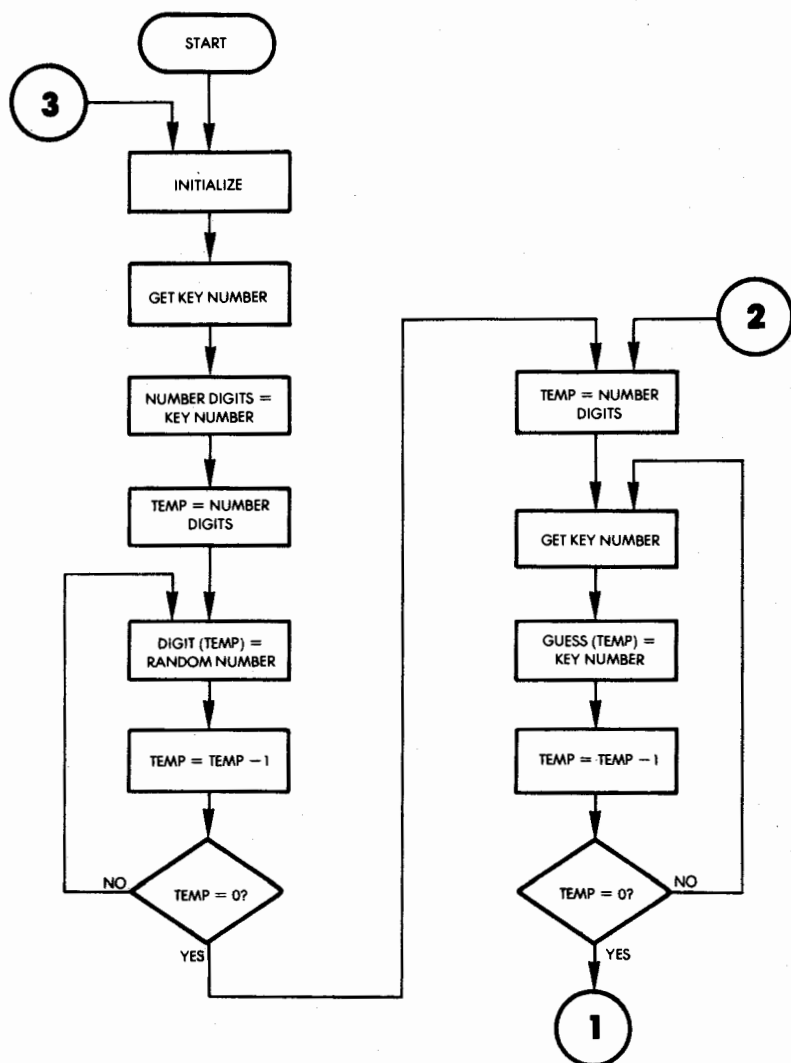 START
3
INITIALIZE
GET KEY NUMBER
NUMBER DIGITS =
KEY NUMBER
TEMP = NUMBER
DIGITS
DIGIT (TEMP) =
RANDOM NUMBER
TEMP = TEMP – 1
NO
TEMP = 0?
YES
2
TEMP = NUMBER
DIGITS
GET KEY NUMBER
GUESS (TEMP) =
KEY NUMBER
TEMP = TEMP – 1
TEMP = 0?
NO
YES
1